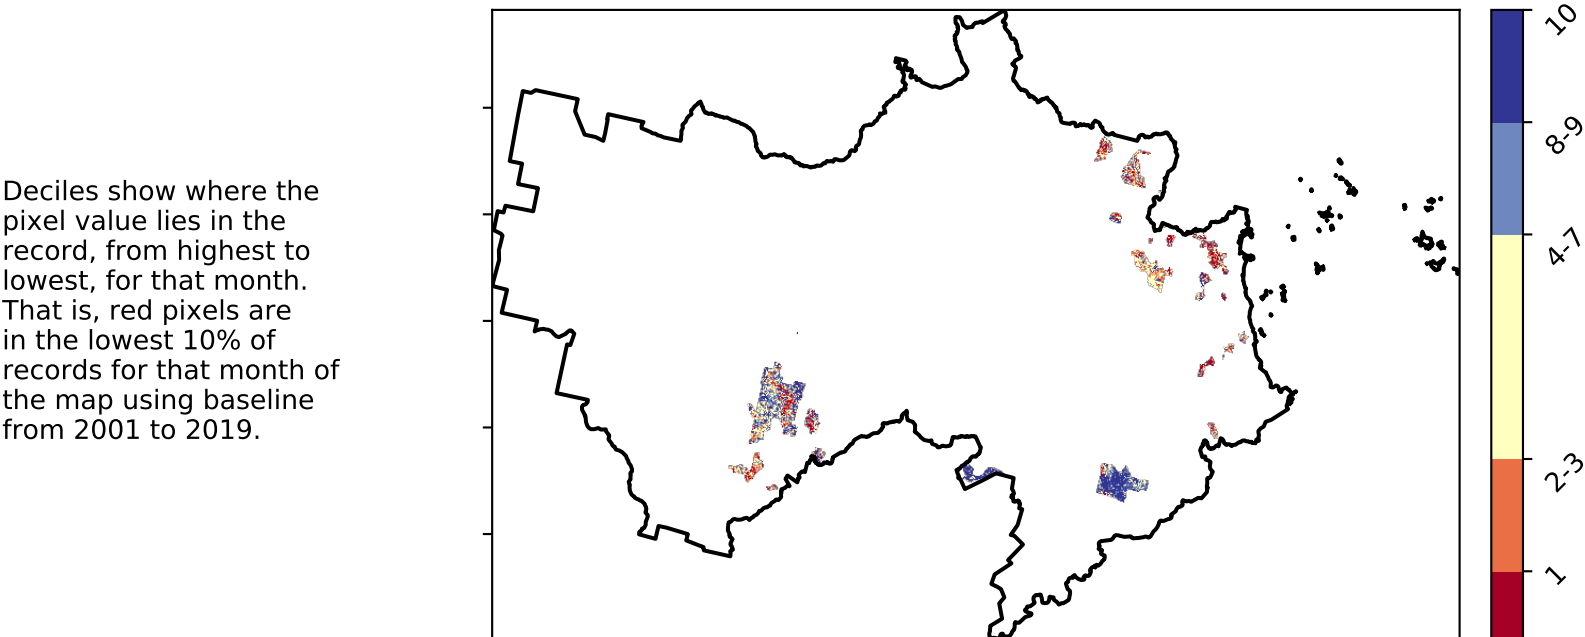 Deciles show where the
pixel value lies in the
record, from highest to
lowest, for that month.
That is, red pixels are
in the lowest 10% of
records for that month of
the map using baseline
from 2001 to 2019.
10
8-9
4-7
2-3
1